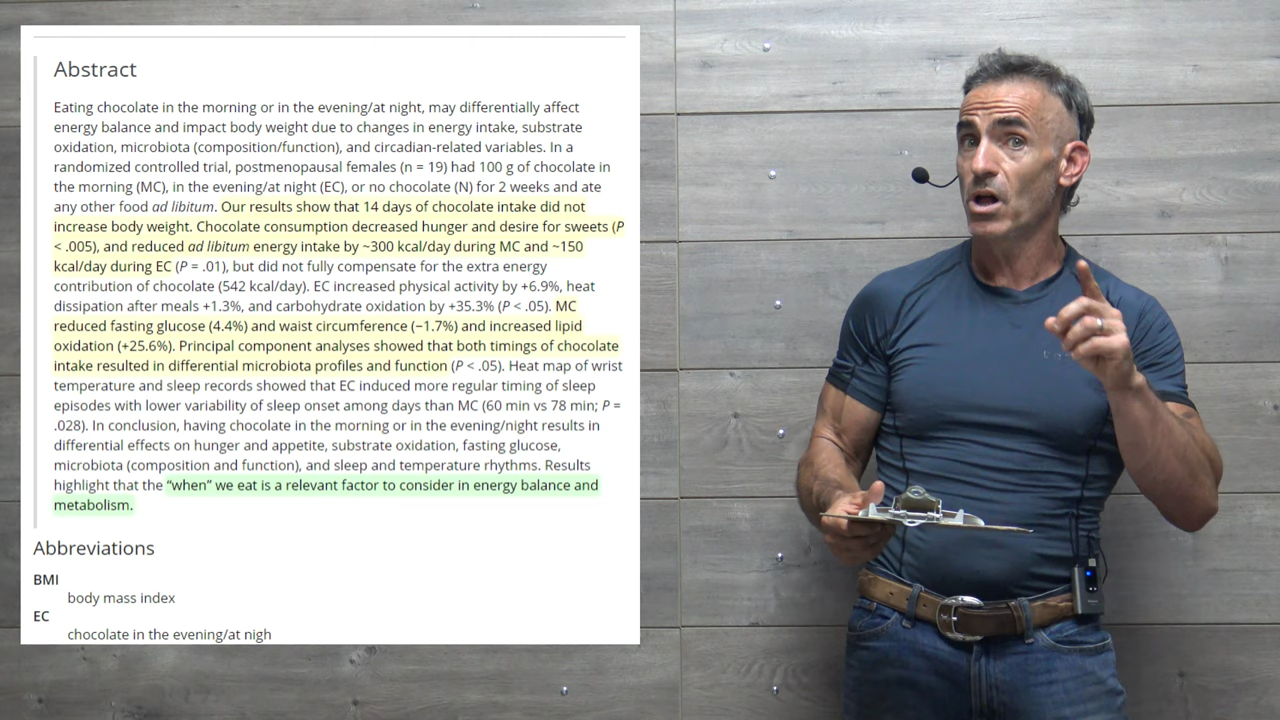 Abstract
Eating chocolate in the morning or in the evening/at night, may differentially affect
energy balance and impact body weight due to changes in energy intake, substrate
oxidation, microbiota (composition/function), and circadian-related variables. In a
randomized controlled trial, postmenopausal females (n = 19) had 100 g of chocolate in
the morning (MC), in the evening/at night (EC), or no chocolate (N) for 2 weeks and ate
any other food ad libitum. Our results show that 14 days of chocolate intake did not
increase body weight. Chocolate consumption decreased hunger and desire for sweets (P
< .005), and reduced ad libitum energy intake by ~300 kcal/day during MC and ~150
kcal/day during EC (P = .01), but did not fully compensate for the extra energy
contribution of chocolate (542 kcal/day). EC increased physical activity by +6.9%, heat
dissipation after meals +1.3%, and carbohydrate oxidation by +35.3% (P < .05). MC
reduced fasting glucose (4.4%) and waist circumference (−1.7%) and increased lipid
oxidation (+25.6%). Principal component analyses showed that both timings of chocolate
intake resulted in differential microbiota profiles and function (P < .05). Heat map of wrist
temperature and sleep records showed that EC induced more regular timing of sleep
episodes with lower variability of sleep onset among days than MC (60 min vs 78 min; P =
.028). In conclusion, having chocolate in the morning or in the evening/night results in
differential effects on hunger and appetite, substrate oxidation, fasting glucose,
microbiota (composition and function), and sleep and temperature rhythms. Results
highlight that the “when” we eat is a relevant factor to consider in energy balance and
metabolism.
Abbreviations
BMI
body mass index
EC
chocolate in the evening/at nigh